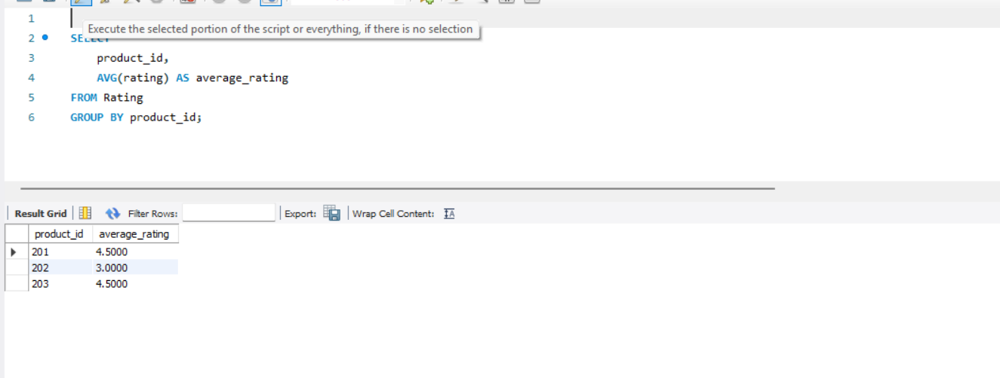 1
Execute the selected portion of the script or everything, if there is no selection
2 SELECT
3 product_id,
4 AVG(rating) AS average_rating
5 FROM Rating
6 GROUP BY product_id;
Result Grid Filter Rows: Export: Wrap Cell Content: IA
product_id average_rating
201 4.5000
202 3.0000
203 4.5000